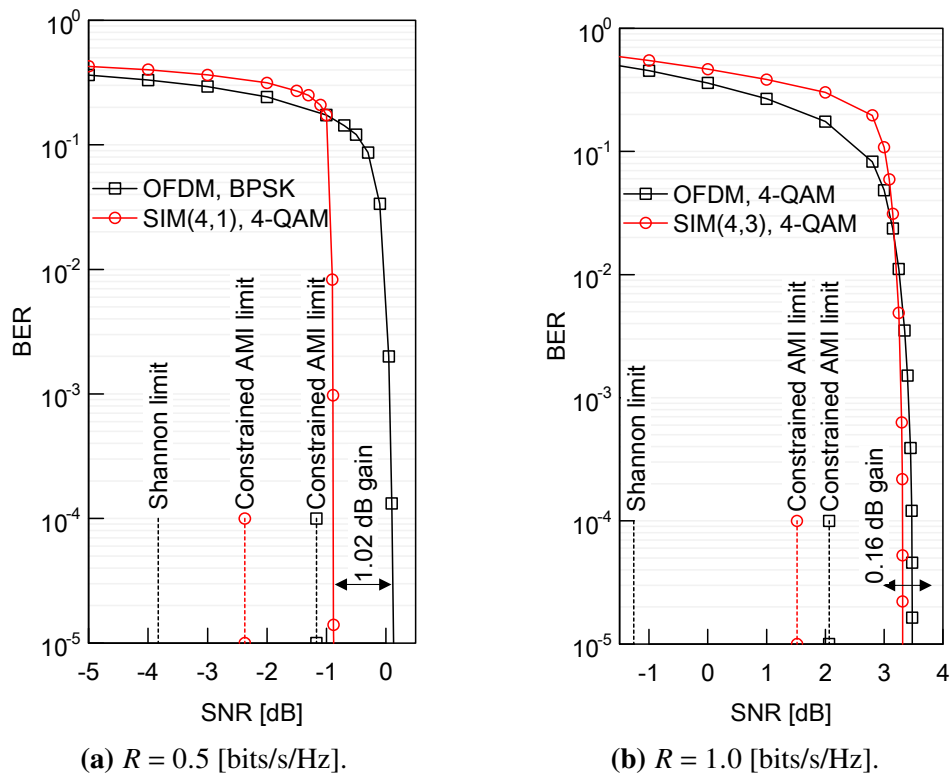 10^0
10^-1
10^-2
10^-3
10^-4
10^-5
BER
OFDM, BPSK
SIM(4,1), 4-QAM
Shannon limit
Constrained AMI limit
Constrained AMI limit
1.02 dB gain
-5 -4 -3 -2 -1 0
SNR [dB]
(a) R = 0.5 [bits/s/Hz].
10^0
10^-1
10^-2
10^-3
10^-4
10^-5
BER
OFDM, 4-QAM
SIM(4,3), 4-QAM
Shannon limit
Constrained AMI limit
Constrained AMI limit
0.16 dB gain
-1 0 1 2 3 4
SNR [dB]
(b) R = 1.0 [bits/s/Hz].